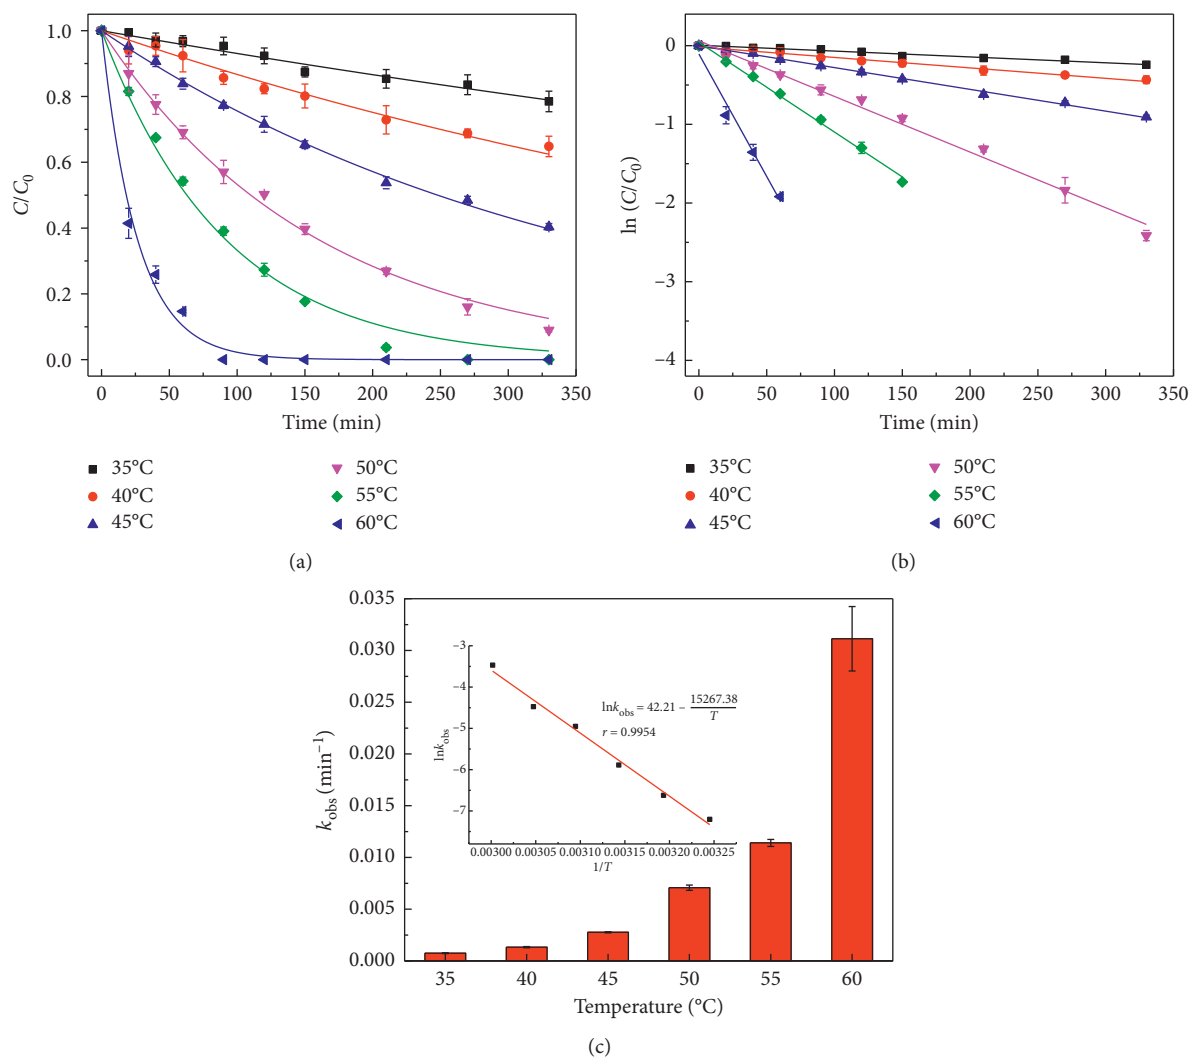 1.0
0.8
0.6
0.4
0.2
0.0
C/C₀
0 50 100 150 200 250 300 350
Time (min)
35°C
40°C
45°C
50°C
55°C
60°C
(a)
0
−1
−2
−3
−4
ln (C/C₀)
0 50 100 150 200 250 300 350
Time (min)
35°C
40°C
45°C
50°C
55°C
60°C
(b)
0.035
0.030
0.025
0.020
0.015
0.010
0.005
0.000
k_obs (min⁻¹)
−3
−4
−5
−6
−7
lnk_obs
lnk_obs = 42.21 – 15267.38/T
r = 0.9954
0.00300 0.00305 0.00310 0.00315 0.00320 0.00325
1/T
35 40 45 50 55 60
Temperature (°C)
(c)